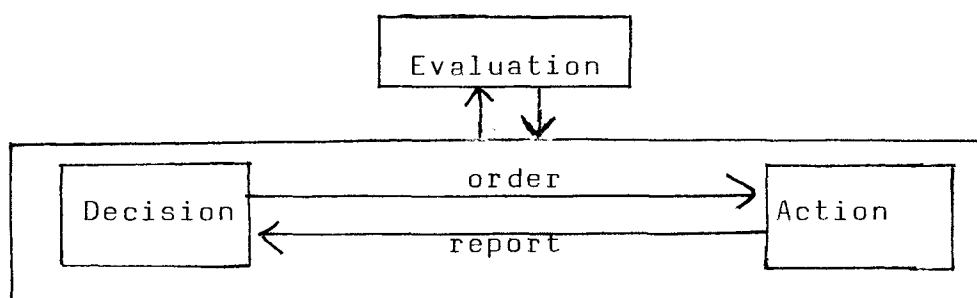 Evaluation
order
Decision
Action
report